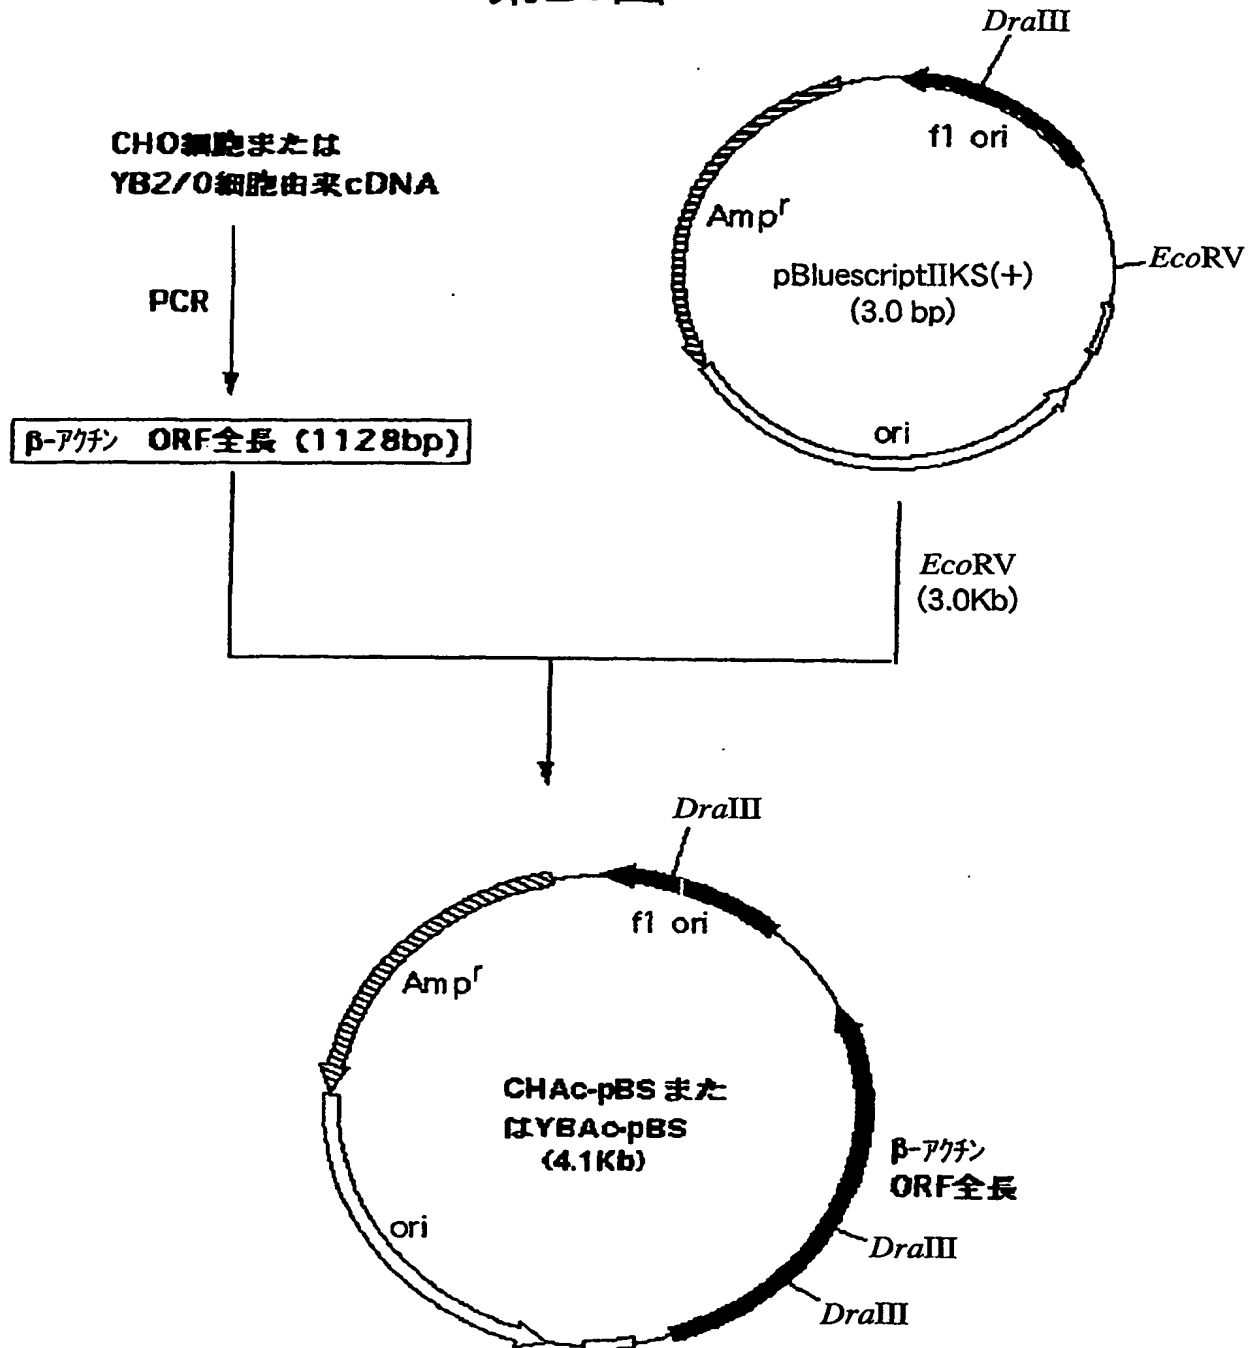 DraIII
CHO細胞または
YB2/0細胞由来cDNA
f1 ori
Ampr
EcoRV
pBluescriptIIKS(+)
(3.0 bp)
PCR
ori
β-アクチン ORF全長 (1128bp)
EcoRV
(3.0Kb)
DraIII
f1 ori
Ampr
CHAc-pBS また
はYBAc-pBS
(4.1Kb)
β-アクチン
ORF全長
ori
DraIII
DraIII